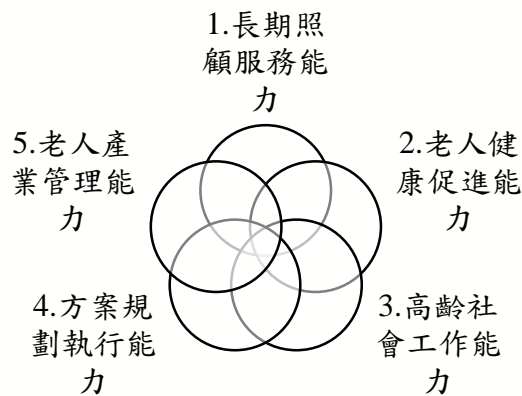 1.長期照
顧服務能
力
5.老人產
業管理能
力
2.老人健
康促進能
力
4.方案規
劃執行能
力
3.高齡社
會工作能
力